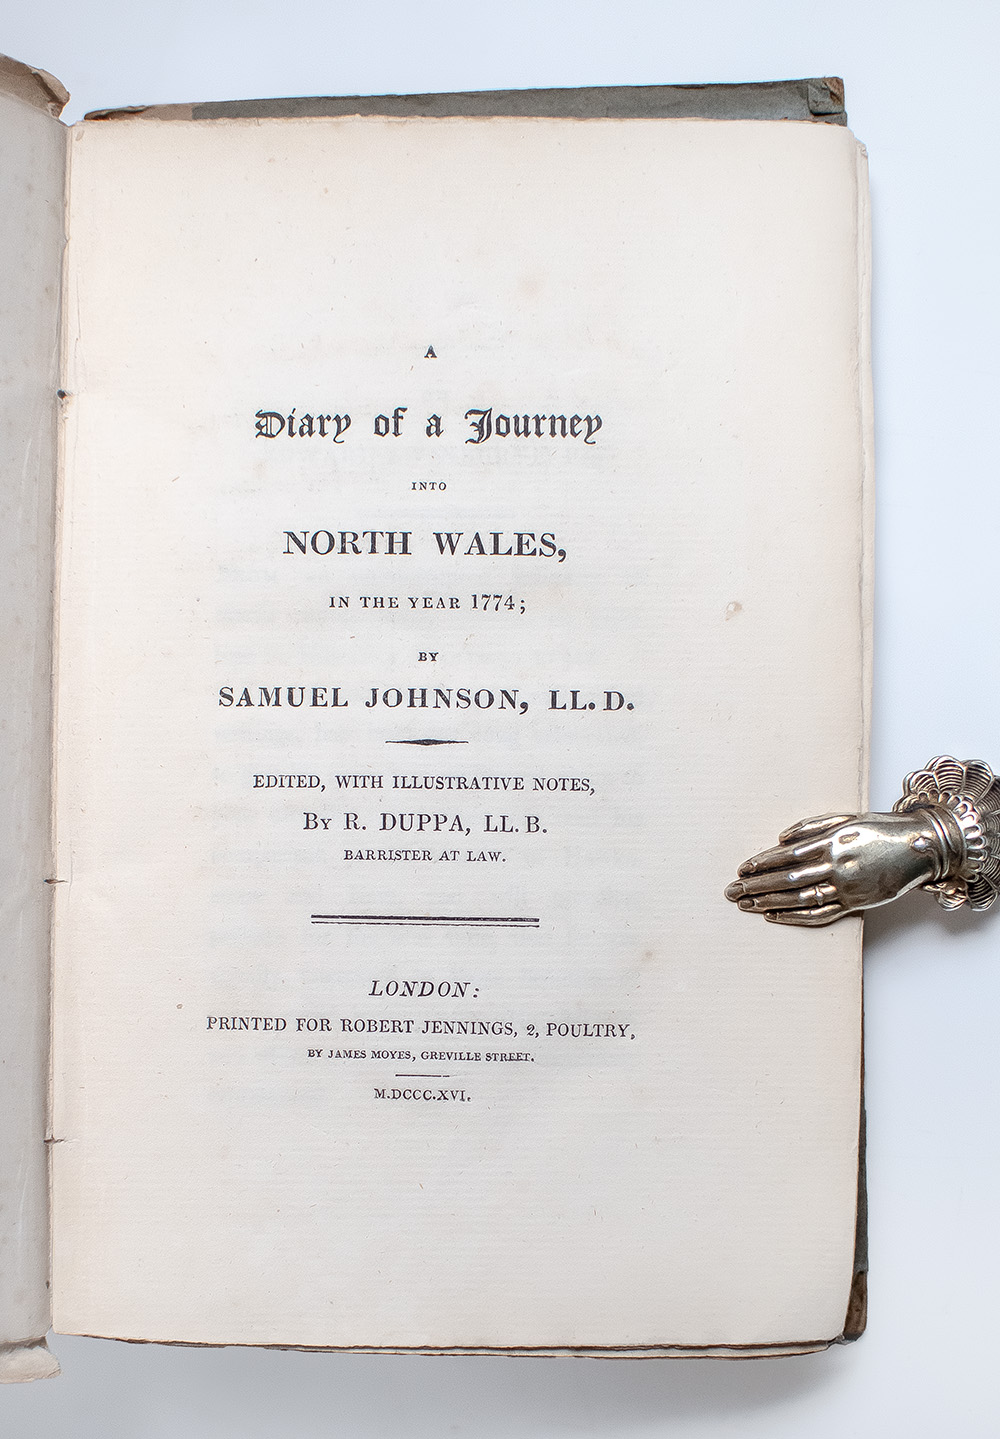 A
Diary of a Journey
INTO
NORTH WALES,
IN THE YEAR 1774;
BY
SAMUEL JOHNSON, LL. D.
EDITED, WITH ILLUSTRATIVE NOTES,
By R. DUPPA, LL. B.
BARRISTER AT LAW.
LONDON:
PRINTED FOR ROBERT JENNINGS, 2, POULTRY,
BY JAMES MOYES, GREVILLE STREET.
M.DCCC.XVI.